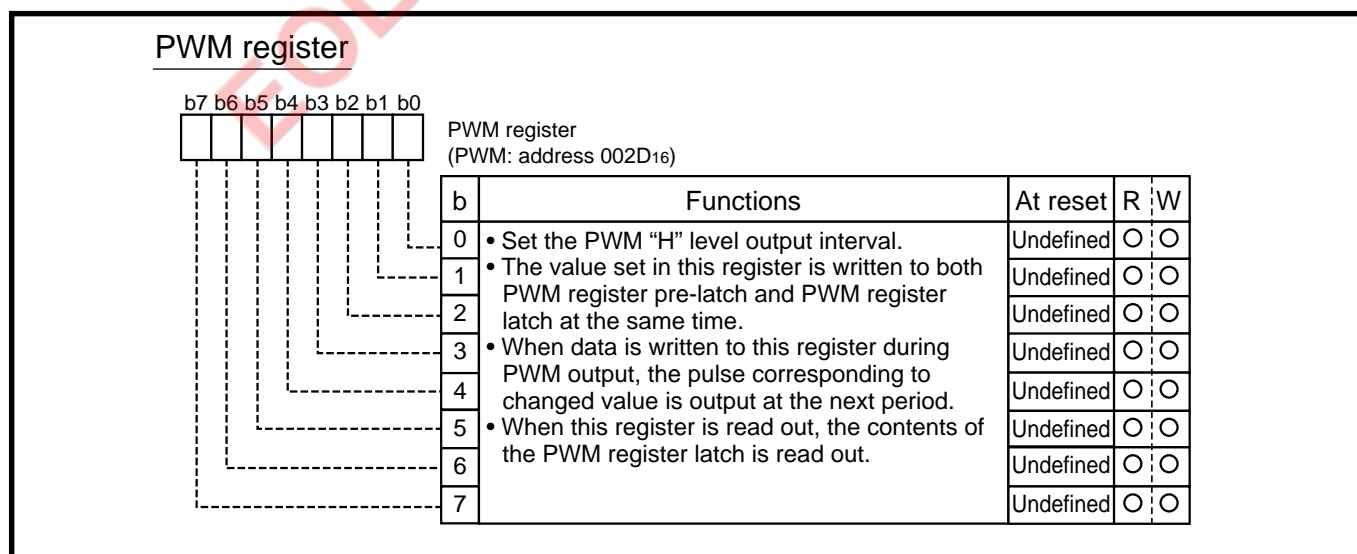 EOL
PWM register
b7 b6 b5 b4 b3 b2 b1 b0
PWM register
(PWM: address 002D16)
b Functions At reset R W
0 • Set the PWM “H” level output interval. Undefined O O
1 • The value set in this register is written to both Undefined O O
PWM register pre-latch and PWM register
2 latch at the same time. Undefined O O
3 • When data is written to this register during Undefined O O
PWM output, the pulse corresponding to
4 changed value is output at the next period. Undefined O O
5 • When this register is read out, the contents of Undefined O O
the PWM register latch is read out.
6 Undefined O O
7 Undefined O O